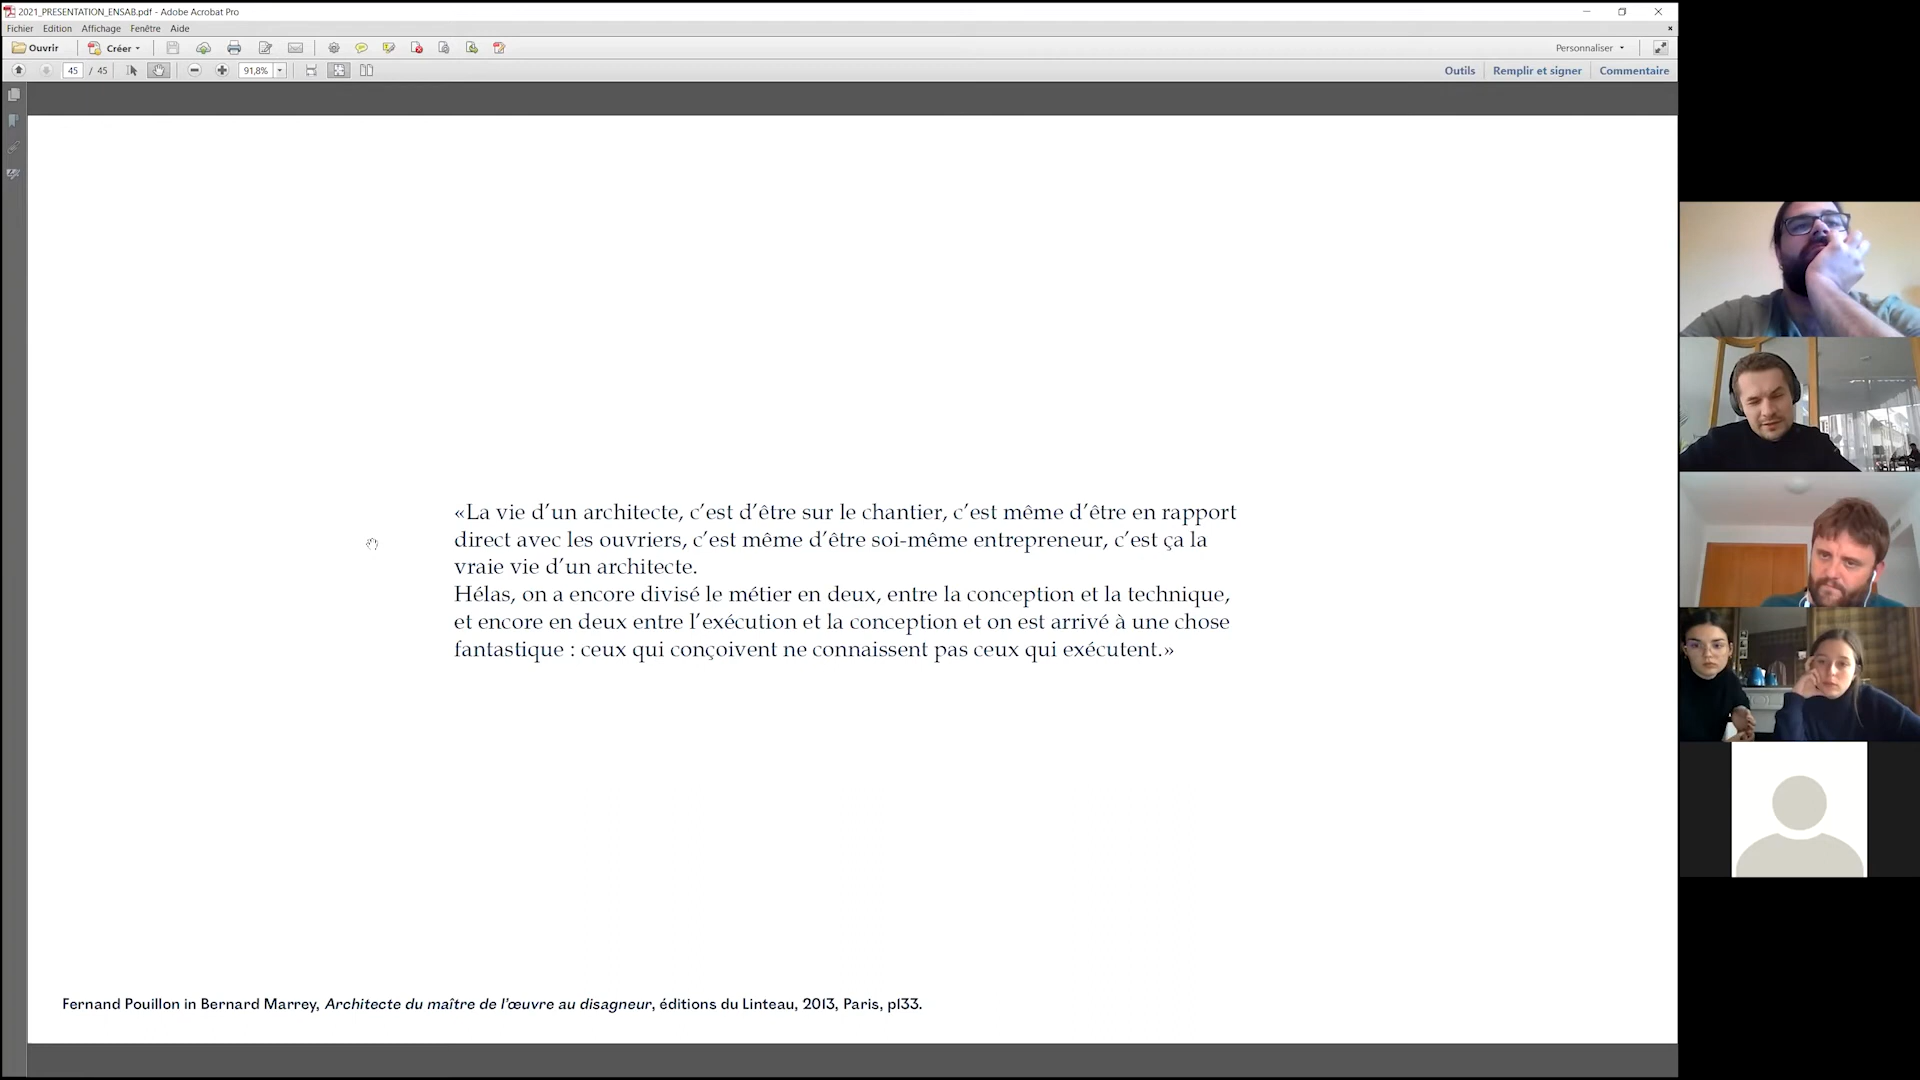 2021_PRESENTATION_ENSAB.pdf - Adobe Acrobat Pro
Fichier Edition Affichage Fenêtre Aide
Ouvrir Créer Personnaliser
45 / 45 91,8% Outils Remplir et signer Commentaire
«La vie d’un architecte, c’est d’être sur le chantier, c’est même d’être en rapport
direct avec les ouvriers, c’est même d’être soi-même entrepreneur, c’est ça la
vraie vie d’un architecte.
Hélas, on a encore divisé le métier en deux, entre la conception et la technique,
et encore en deux entre l’exécution et la conception et on est arrivé à une chose
fantastique : ceux qui conçoivent ne connaissent pas ceux qui exécutent.»
Fernand Pouillon in Bernard Marrey, Architecte du maître de l’œuvre au disagneur, éditions du Linteau, 2013, Paris, p133.